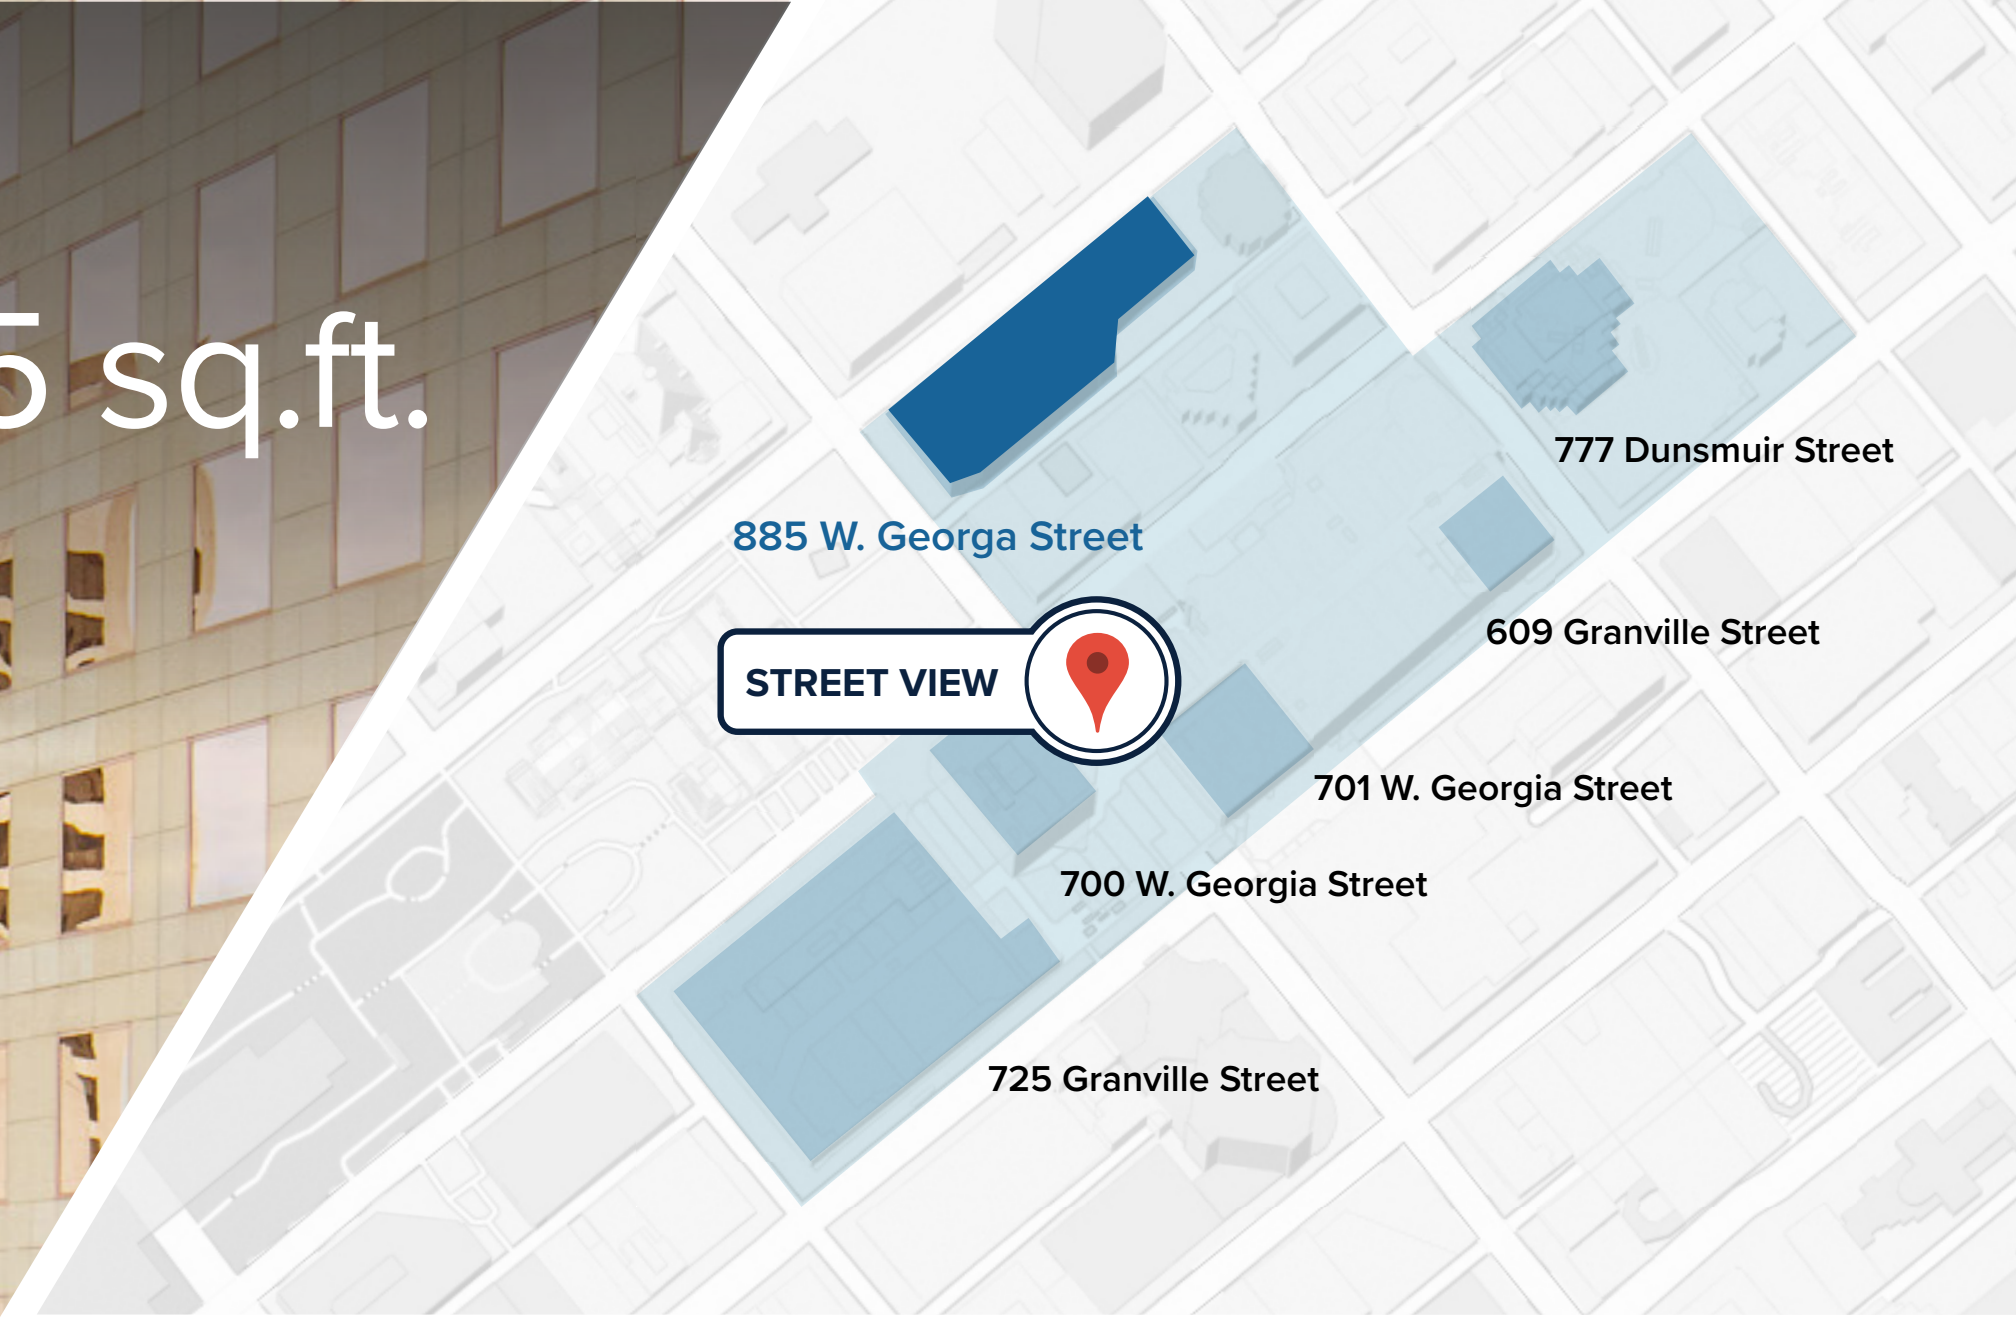 5 sq.ft.
777 Dunsmuir Street
885 W. Georga Street
609 Granville Street
STREET VIEW
701 W. Georgia Street
700 W. Georgia Street
725 Granville Street